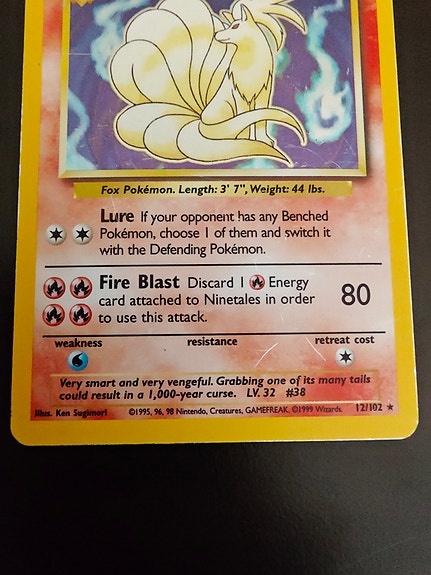 Fox Pokémon. Length: 3' 7", Weight: 44 lbs.
Lure If your opponent has any Benched
Pokémon, choose 1 of them and switch it
with the Defending Pokémon.
Fire Blast Discard 1 Energy
card attached to Ninetales in order
to use this attack.
80
weakness resistance retreat cost
Very smart and very vengeful. Grabbing one of its many tails
could result in a 1,000-year curse. LV. 32 #38
Illus. Ken Sugimori ©1995, 96, 98 Nintendo, Creatures, GAMEFREAK. ©1999 Wizards. 12/102 ★